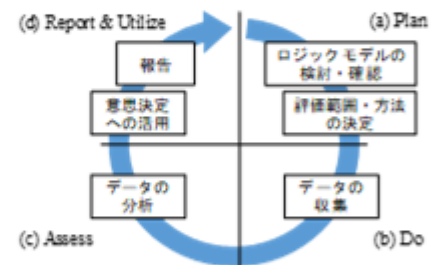 (d) Report & Utilize
(a) Plan
報告
ロジックモデルの
検討・確認
意思決定
への活用
評価範囲・方法
の決定
データの
分析
データの
収集
(c) Assess
(b) Do